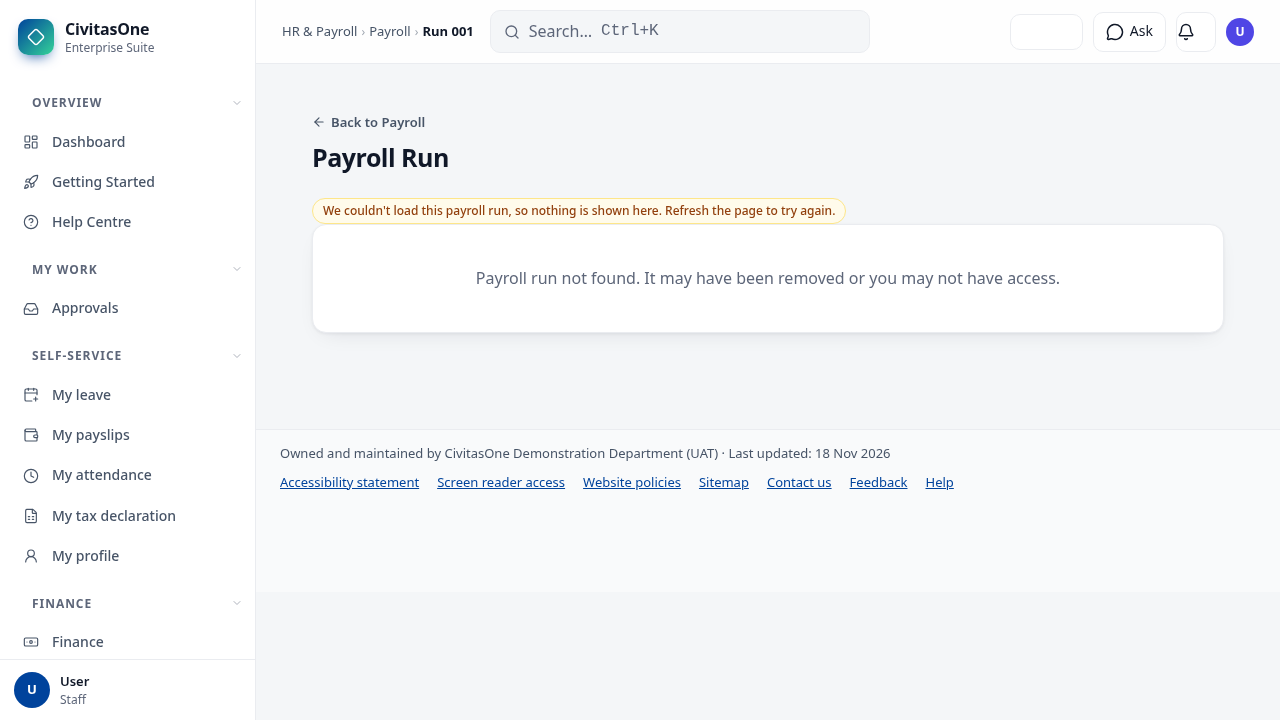 CivitasOne
Enterprise Suite
OVERVIEW
Dashboard
Getting Started
Help Centre
MY WORK
Approvals
SELF-SERVICE
My leave
My payslips
My attendance
My tax declaration
My profile
FINANCE
Finance
U
User
Staff
HR & Payroll › Payroll › Run 001
Search... Ctrl+K
Ask
U
Back to Payroll
Payroll Run
We couldn't load this payroll run, so nothing is shown here. Refresh the page to try again.
Payroll run not found. It may have been removed or you may not have access.
Owned and maintained by CivitasOne Demonstration Department (UAT) · Last updated: 18 Nov 2026
Accessibility statement Screen reader access Website policies Sitemap Contact us Feedback Help